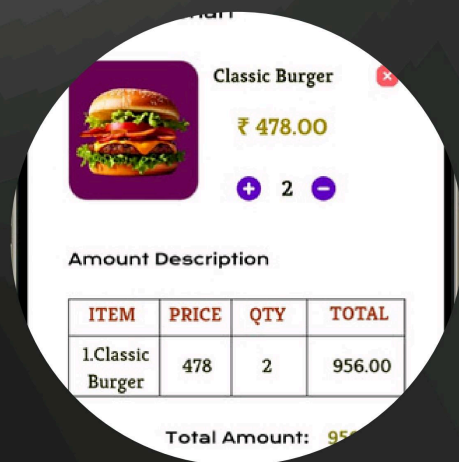 Classic Burger
₹ 478.00
2
Amount Description
ITEM PRICE QTY TOTAL
1.Classic Burger 478 2 956.00
Total Amount: